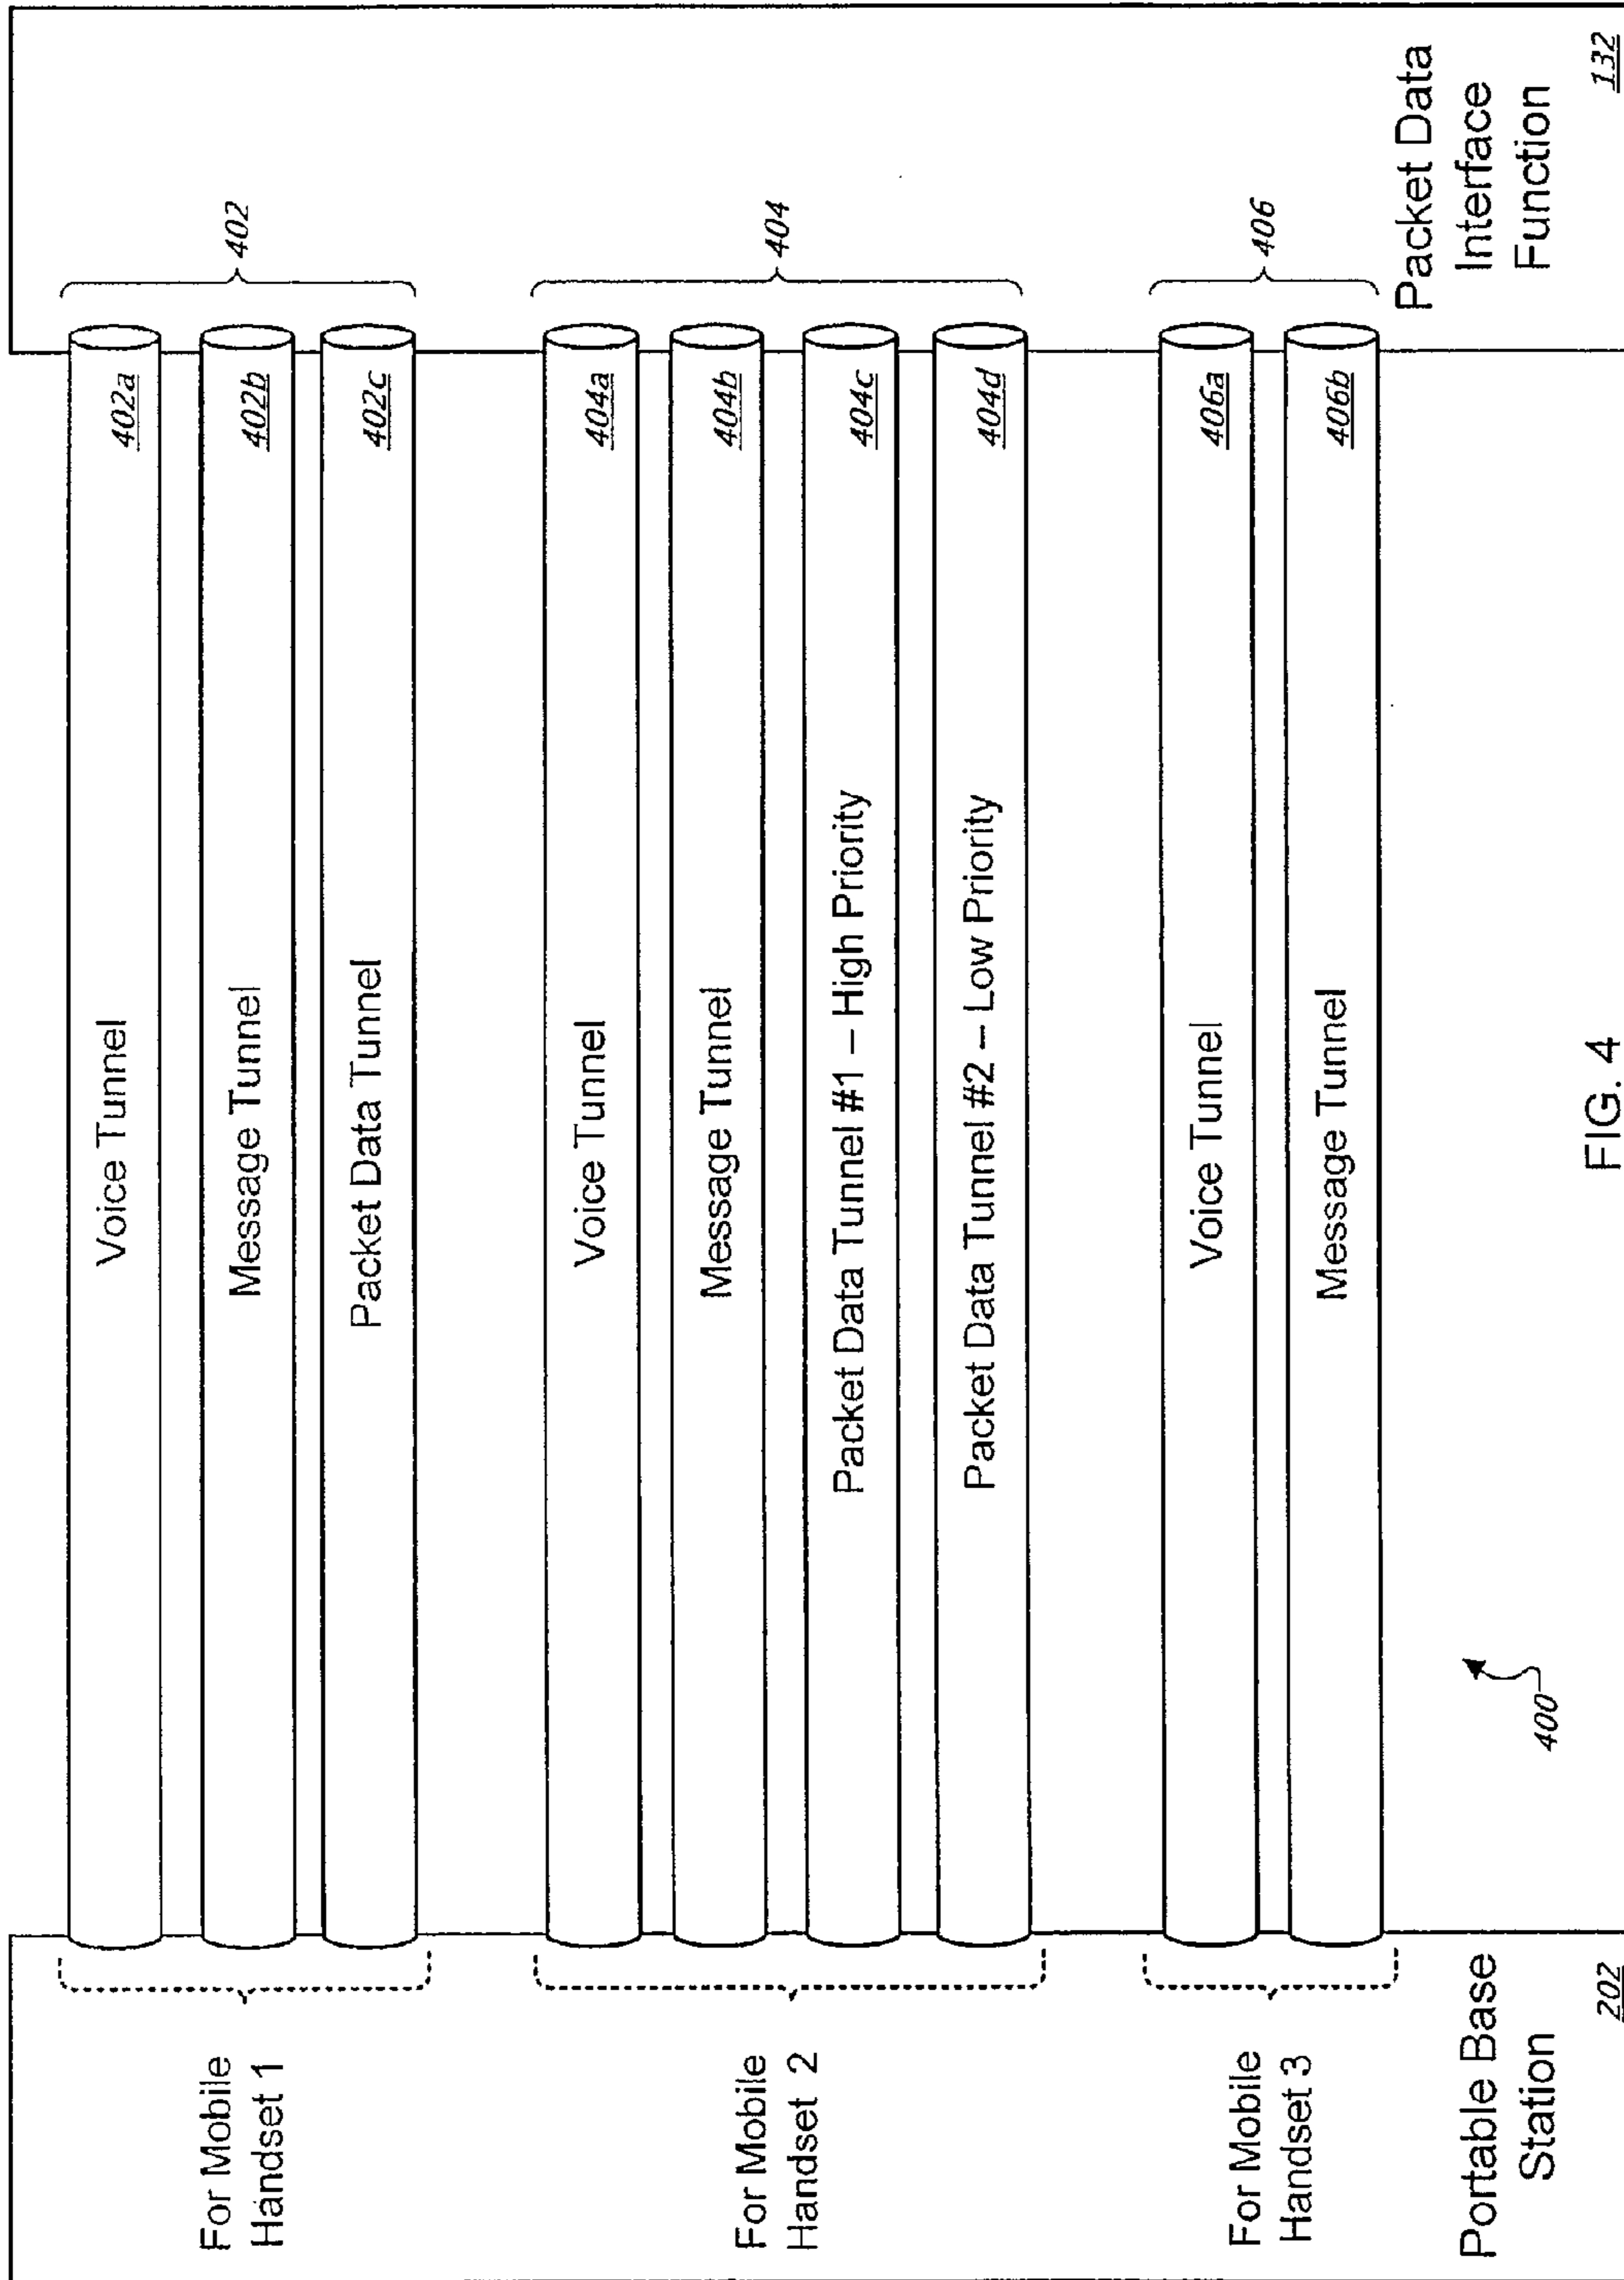 For Mobile
Handset 1
Voice Tunnel
402a
Message Tunnel
402b
Packet Data Tunnel
402c
402
For Mobile
Handset 2
Voice Tunnel
404a
Message Tunnel
404b
Packet Data Tunnel #1 – High Priority
404c
Packet Data Tunnel #2 – Low Priority
404d
404
For Mobile
Handset 3
Voice Tunnel
406a
Message Tunnel
406b
406
Portable Base
Station
202
400
Packet Data
Interface
Function
132
FIG. 4